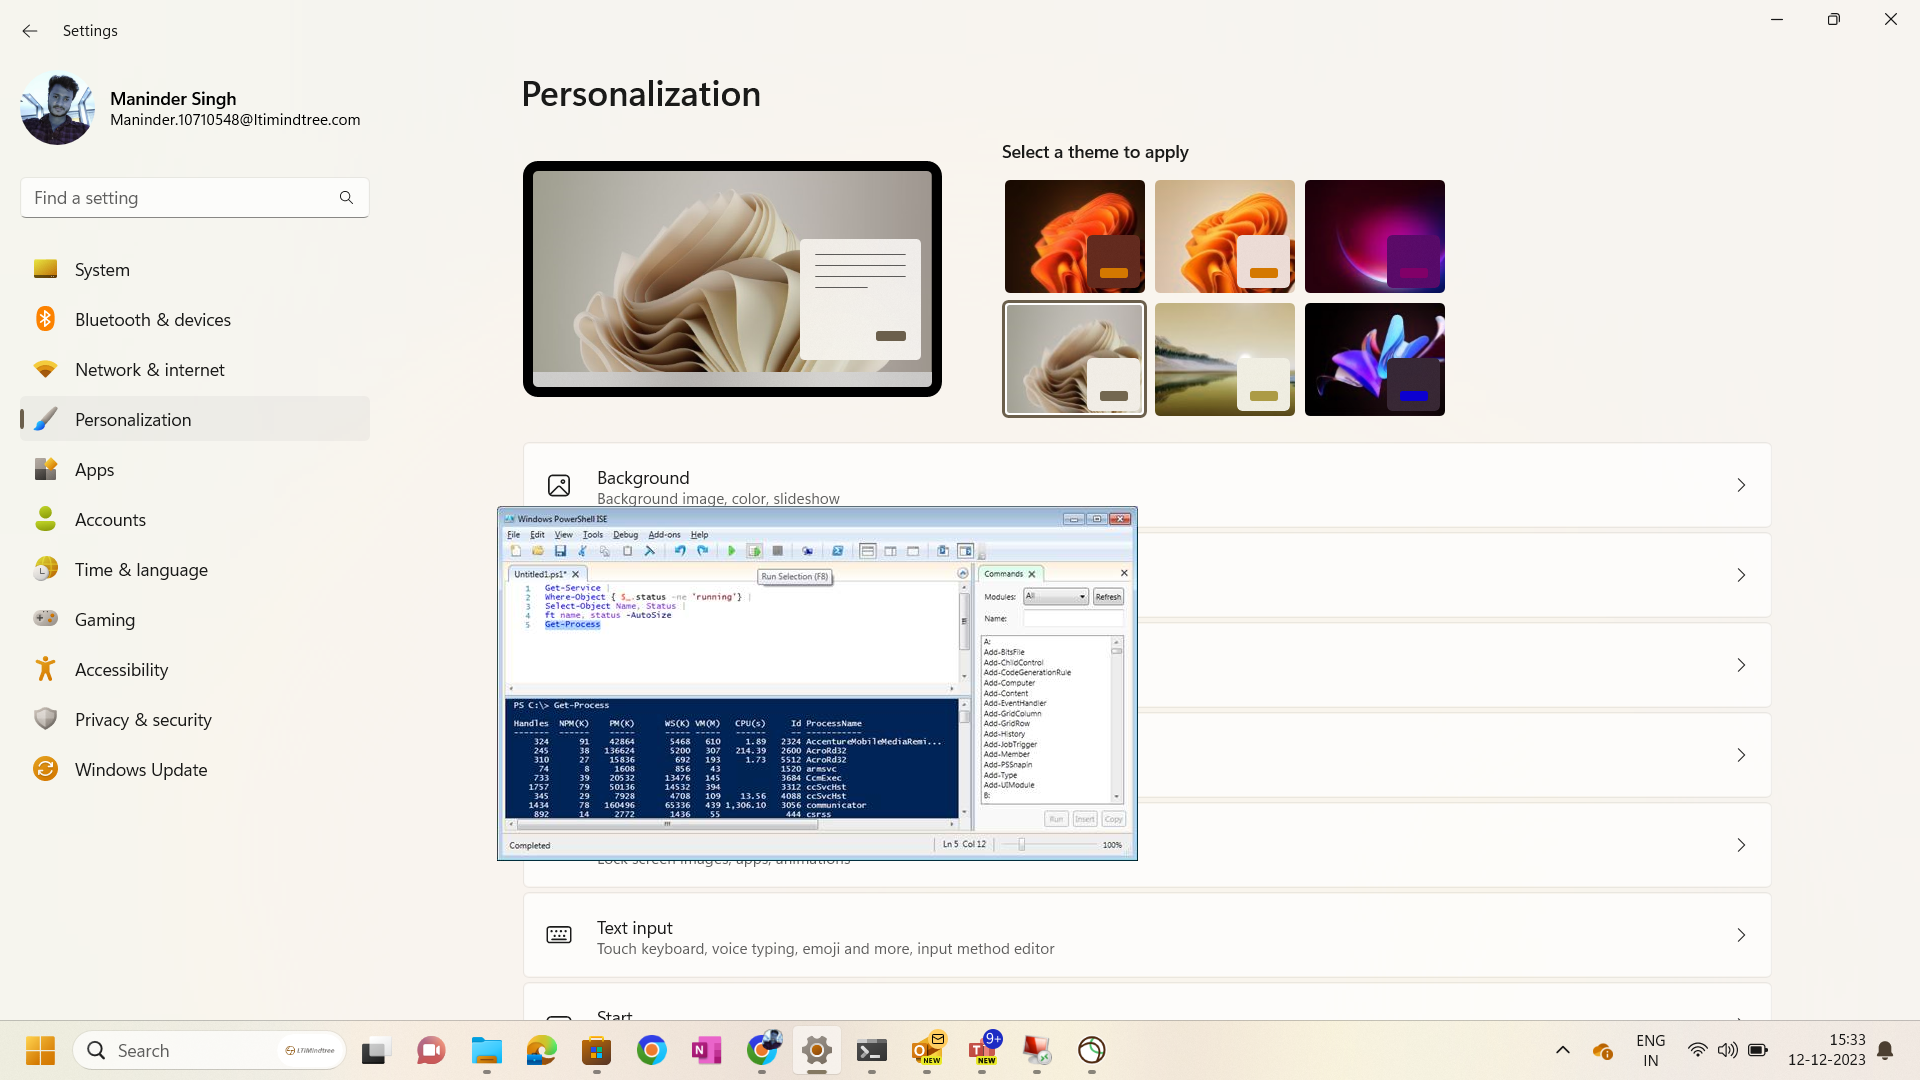 Settings
Maninder Singh
Maninder.10710548@ltimindtree.com
Find a setting
System
Bluetooth & devices
Network & internet
Personalization
Apps
Accounts
Time & language
Gaming
Accessibility
Privacy & security
Windows Update
Personalization
Select a theme to apply
Background
Background image, color, slideshow
Windows PowerShell ISE
File Edit View Tools Debug Add-ons Help
Untitled1.ps1*
Run Selection (F8)
1 Get-Service |
2 Where-Object { $_.status -ne 'running'} |
3 Select-Object Name, Status |
4 ft name, status -AutoSize
5 Get-Process
PS C:\> Get-Process
Handles NPM(K) PM(K) WS(K) VM(M) CPU(s) Id ProcessName
------- ------ ----- ----- ----- ------ -- -----------
324 91 42864 5468 610 1.89 2324 AccentureMobileMediaRemi...
245 38 136624 5200 307 214.39 2600 AcroRd32
310 27 15836 692 193 1.73 5512 AcroRd32
74 8 1608 856 43 1520 armsvc
733 39 20532 13476 145 3684 CcmExec
1757 79 50136 14532 394 3312 ccSvcHst
345 29 7928 4708 109 13.56 4088 ccSvcHst
1434 78 160496 65336 439 1,306.10 3056 communicator
892 14 2772 1436 55 444 csrss
Completed
Ln 5 Col 12
100%
Commands
Modules: All Refresh
Name:
A:
Add-BitsFile
Add-ChildControl
Add-CodeGenerationRule
Add-Computer
Add-Content
Add-EventHandler
Add-GridColumn
Add-GridRow
Add-History
Add-JobTrigger
Add-Member
Add-PSSnapin
Add-Type
Add-UIModule
B:
Run Insert Copy
Lock screen images, apps, animations
Text input
Touch keyboard, voice typing, emoji and more, input method editor
Start
Search
LTIMindtree
NEW
9+
NEW
ENG
IN
15:33
12-12-2023